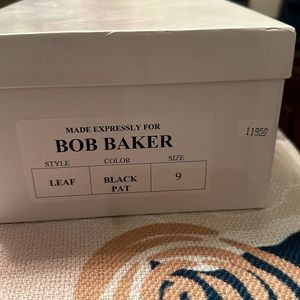 MADE EXPRESSLY FOR
BOB BAKER
STYLE COLOR SIZE
LEAF BLACK PAT 9
11950